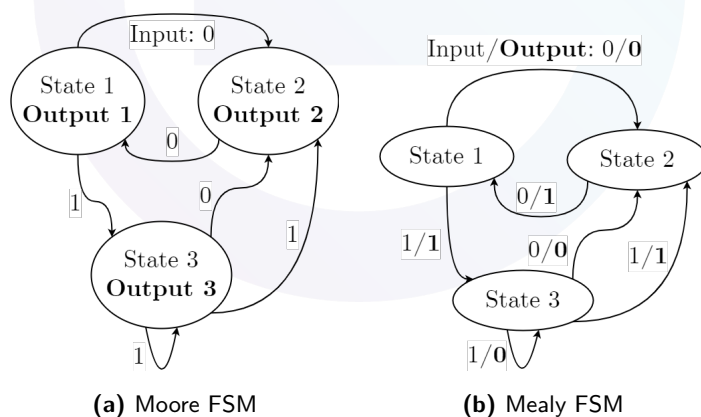 Input: 0
State 1
Output 1
State 2
Output 2
0
1
0
1
State 3
Output 3
1
(a) Moore FSM
Input/Output: 0/0
State 1
State 2
0/1
1/1
0/0
1/1
State 3
1/0
(b) Mealy FSM